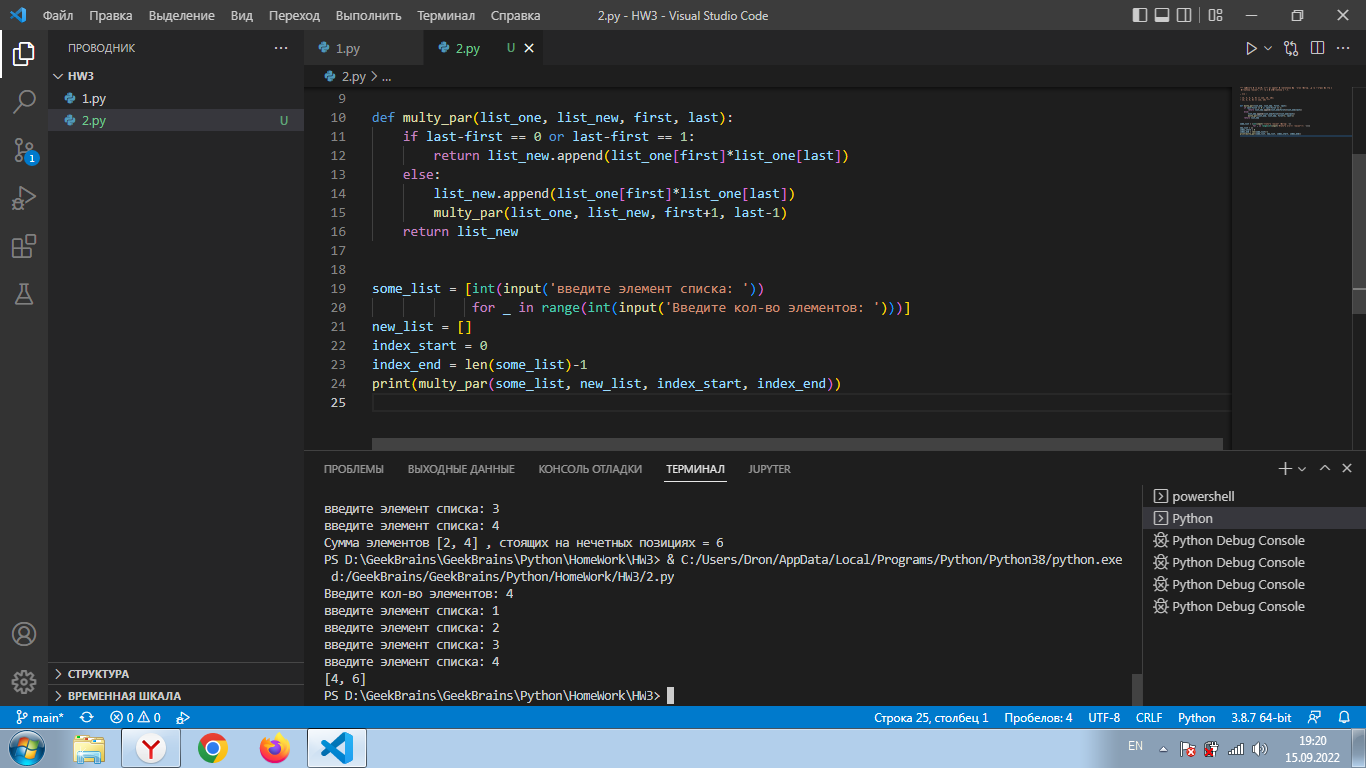 Файл Правка Выделение Вид Переход Выполнить Терминал Справка 2.py - HW3 - Visual Studio Code
ПРОВОДНИК
HW3
1.py
2.py U
СТРУКТУРА
ВРЕМЕННАЯ ШКАЛА
1
1.py 2.py U
2.py > ...
9
10 def multy_par(list_one, list_new, first, last):
11 if last-first == 0 or last-first == 1:
12 return list_new.append(list_one[first]*list_one[last])
13 else:
14 list_new.append(list_one[first]*list_one[last])
15 multy_par(list_one, list_new, first+1, last-1)
16 return list_new
17
18
19 some_list = [int(input('введите элемент списка: '))
20 for _ in range(int(input('Введите кол-во элементов: ')))]
21 new_list = []
22 index_start = 0
23 index_end = len(some_list)-1
24 print(multy_par(some_list, new_list, index_start, index_end))
25
ПРОБЛЕМЫ ВЫХОДНЫЕ ДАННЫЕ КОНСОЛЬ ОТЛАДКИ ТЕРМИНАЛ JUPYTER
введите элемент списка: 3
введите элемент списка: 4
Сумма элементов [2, 4] , стоящих на нечетных позициях = 6
PS D:\GeekBrains\GeekBrains\Python\HomeWork\HW3> & C:/Users/Dron/AppData/Local/Programs/Python/Python38/python.exe
d:/GeekBrains/GeekBrains/Python/HomeWork/HW3/2.py
Введите кол-во элементов: 4
введите элемент списка: 1
введите элемент списка: 2
введите элемент списка: 3
введите элемент списка: 4
[4, 6]
PS D:\GeekBrains\GeekBrains\Python\HomeWork\HW3>
powershell
Python
Python Debug Console
Python Debug Console
Python Debug Console
Python Debug Console
main* 0 0 Строка 25, столбец 1 Пробелов: 4 UTF-8 CRLF Python 3.8.7 64-bit
EN 19:20
15.09.2022